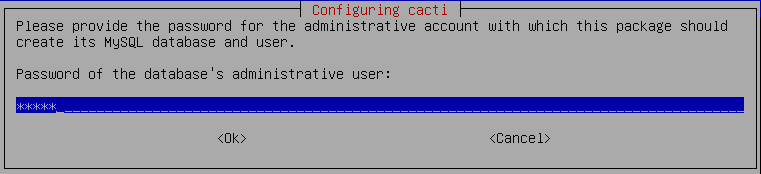 Configuring cacti
Please provide the password for the administrative account with which this package should
create its MySQL database and user.
Password of the database's administrative user:
*****
<Ok> <Cancel>